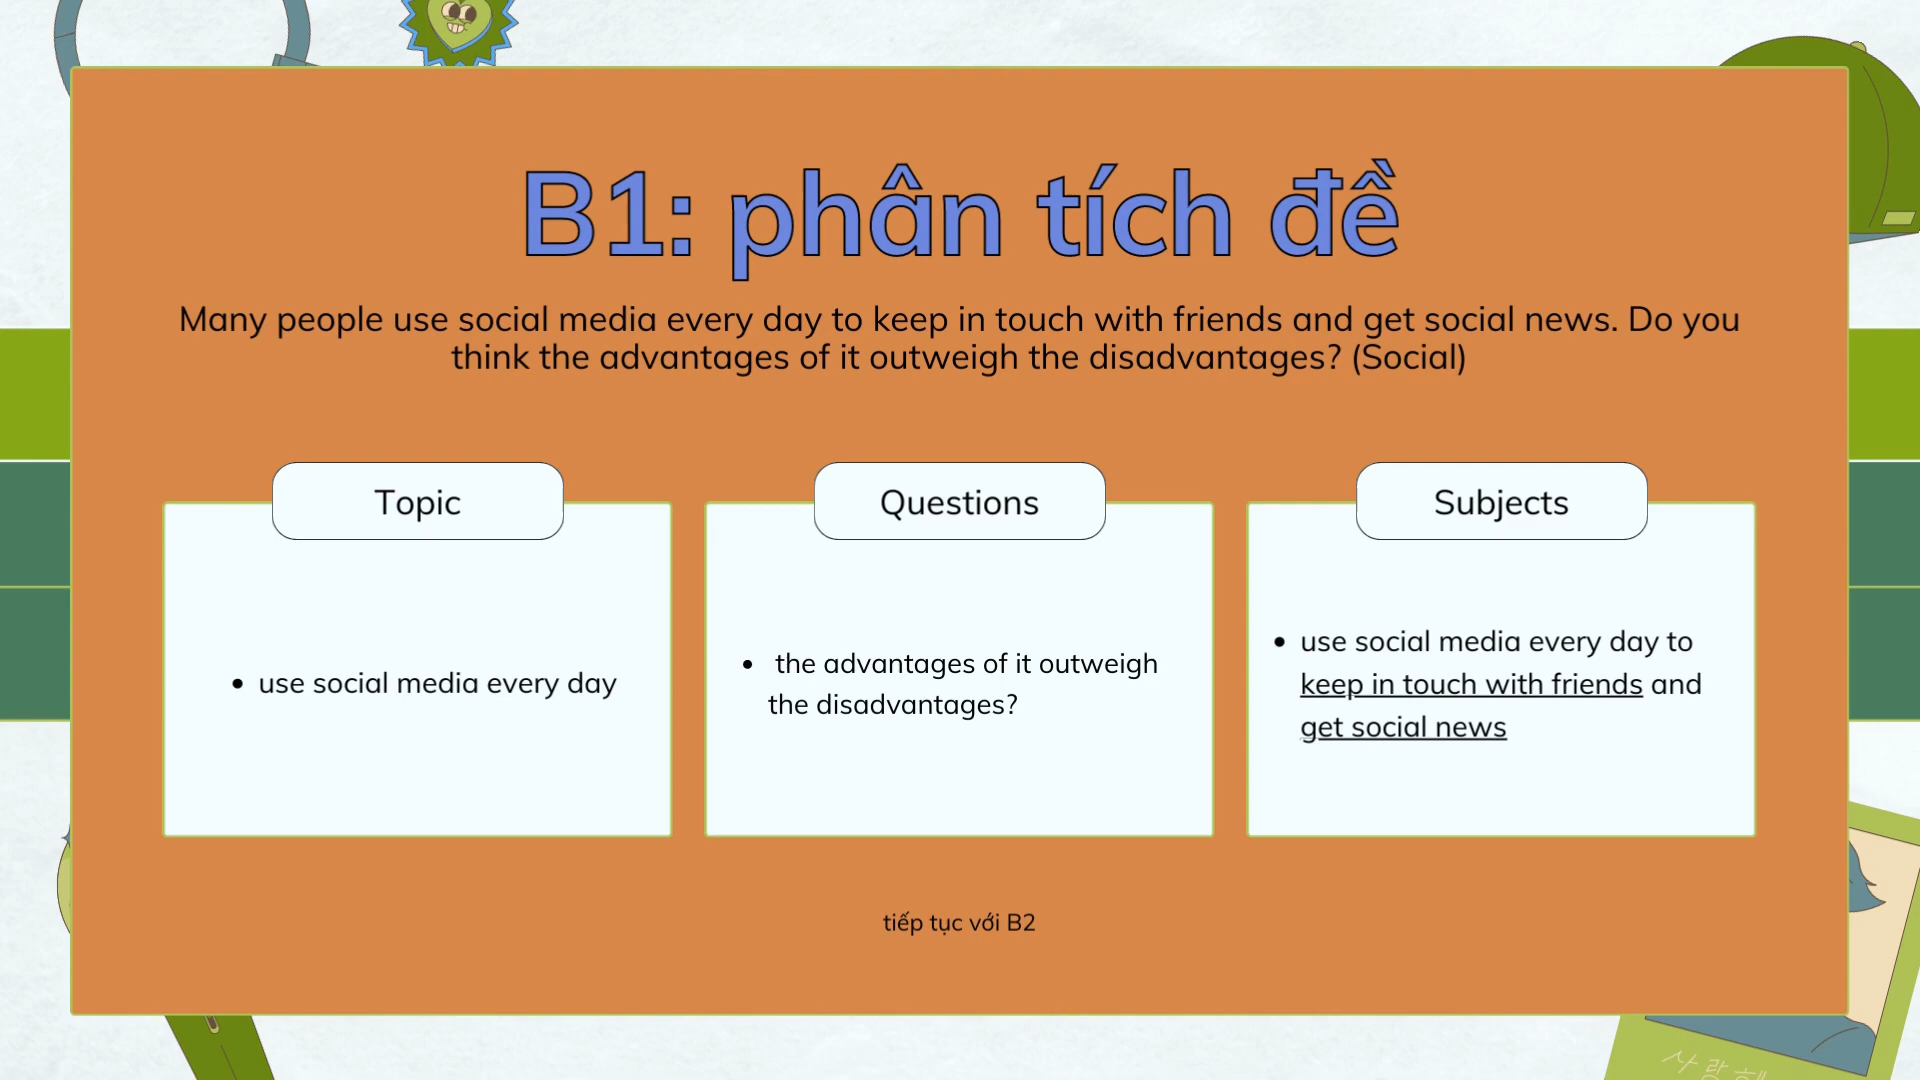 B1: phân tích đề
Many people use social media every day to keep in touch with friends and get social news. Do you
think the advantages of it outweigh the disadvantages? (Social)
Topic
• use social media every day
Questions
• the advantages of it outweigh
the disadvantages?
Subjects
• use social media every day to
keep in touch with friends and
get social news
tiếp tục với B2
사랑해